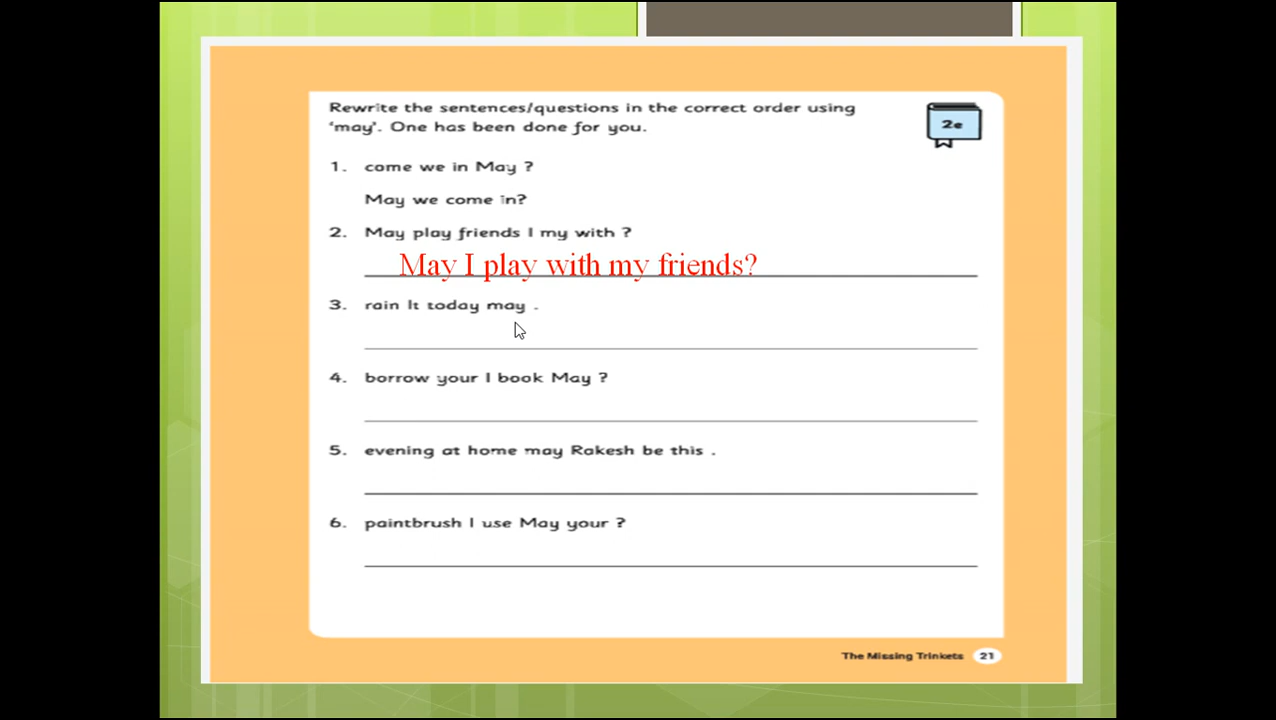 Rewrite the sentences/questions in the correct order using
'may'. One has been done for you.
2e
1. come we in May ?
May we come in?
2. May play friends I my with ?
May I play with my friends?
3. rain It today may .
4. borrow your I book May ?
5. evening at home may Rakesh be this .
6. paintbrush I use May your ?
The Missing Trinkets 21